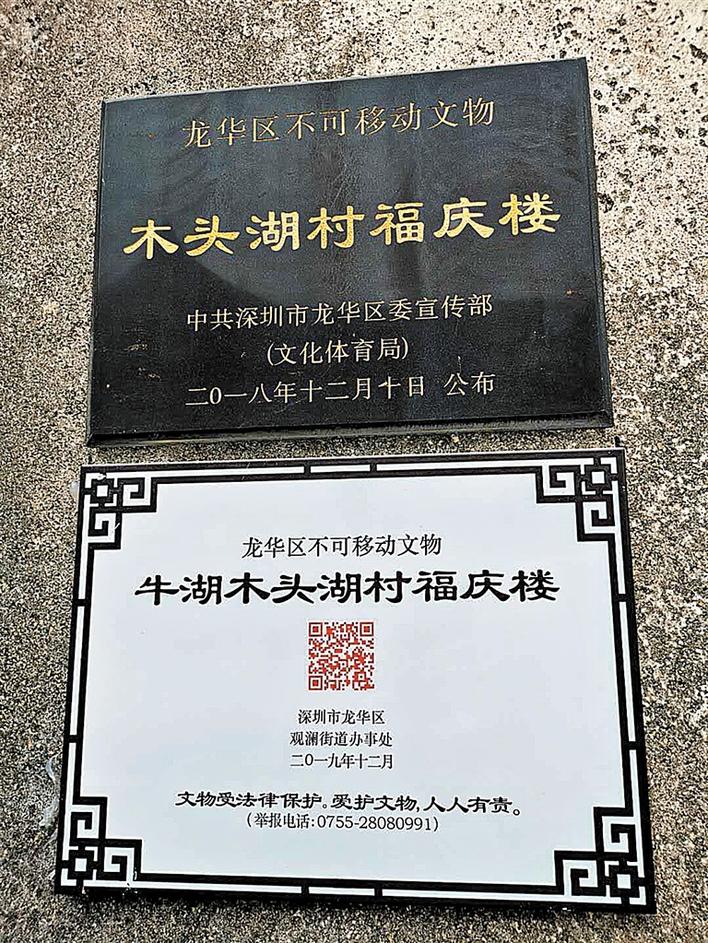 龙华区不可移动文物
木头湖村福庆楼
中共深圳市龙华区委宣传部
(文化体育局)
二0一八年十二月十日 公布
龙华区不可移动文物
牛湖木头湖村福庆楼
深圳市龙华区
观澜街道办事处
二0一九年十二月
文物受法律保护。爱护文物,人人有责。
(举报电话:0755-28080991)